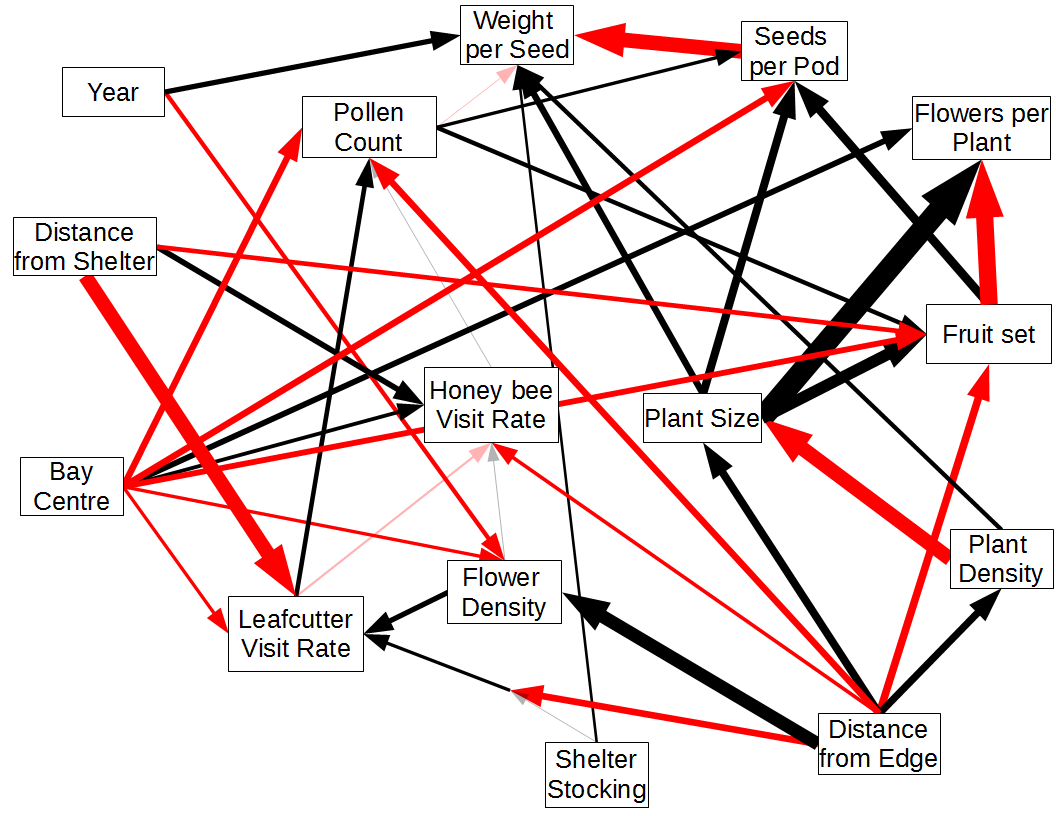 Weight
per Seed
Seeds
per Pod
Year
Pollen
Count
Flowers per
Plant
Distance
from Shelter
Fruit set
Honey bee
Visit Rate
Plant Size
Bay
Centre
Plant
Density
Flower
Density
Leafcutter
Visit Rate
Distance
from Edge
Shelter
Stocking